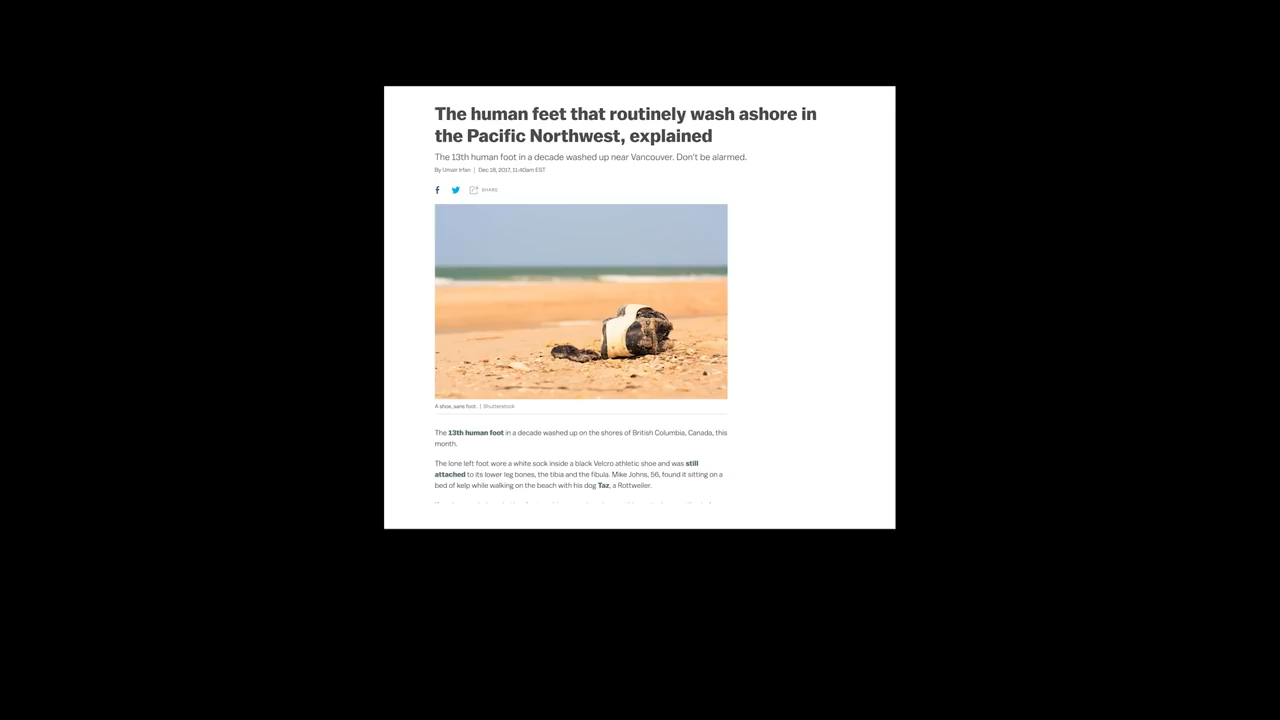 The human feet that routinely wash ashore in
the Pacific Northwest, explained
The 13th human foot in a decade washed up near Vancouver. Don't be alarmed.
By Umair Irfan | Dec 18, 2017, 11:40am EST
SHARE
A shoe, sans foot. | Shutterstock
The 13th human foot in a decade washed up on the shores of British Columbia, Canada, this
month.
The lone left foot wore a white sock inside a black Velcro athletic shoe and was still
attached to its lower leg bones, the tibia and the fibula. Mike Johns, 56, found it sitting on a
bed of kelp while walking on the beach with his dog Taz, a Rottweiler.